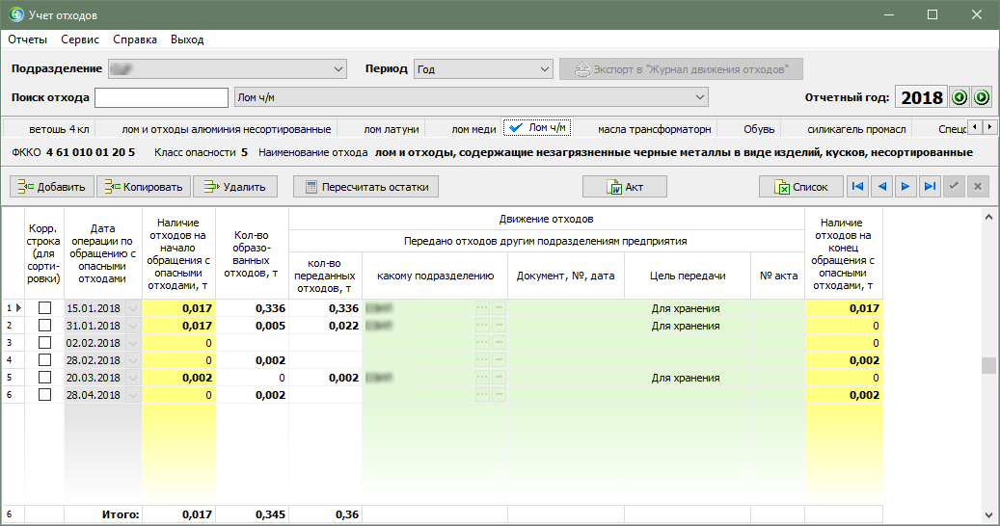 Учет отходов
Отчеты Сервис Справка Выход
Подразделение Период Год Экспорт в "Журнал движения отходов"
Поиск отхода Лом ч/м Отчетный год: 2018
ветошь 4 кл лом и отходы алюминия несортированные лом латуни лом меди Лом ч/м масла трансформаторн Обувь силикагель промасл Спецо
ФККО 4 61 010 01 20 5 Класс опасности 5 Наименование отхода лом и отходы, содержащие незагрязненные черные металлы в виде изделий, кусков, несортированные
Добавить Копировать Удалить Пересчитать остатки Акт Список
Корр. строка (для сорти- ровки)
Дата операции по обращению с опасными отходами
Наличие отходов на начало обращения с опасными отходами, т
Кол-во образо- ванных отходов, т
Движение отходов
Передано отходов другим подразделениям предприятия
кол-во переданных отходов, т
какому подразделению
Документ, №, дата
Цель передачи
№ акта
Наличие отходов на конец обращения с опасными отходами, т
1 15.01.2018 0,017 0,336 0,336 ... Для хранения 0,017
2 31.01.2018 0,017 0,005 0,022 ... Для хранения 0
3 02.02.2018 0 ... 0
4 28.02.2018 0 0,002 ... 0,002
5 20.03.2018 0,002 0 0,002 ... Для хранения 0
6 28.04.2018 0 0,002 ... 0,002
6 Итого: 0,017 0,345 0,36